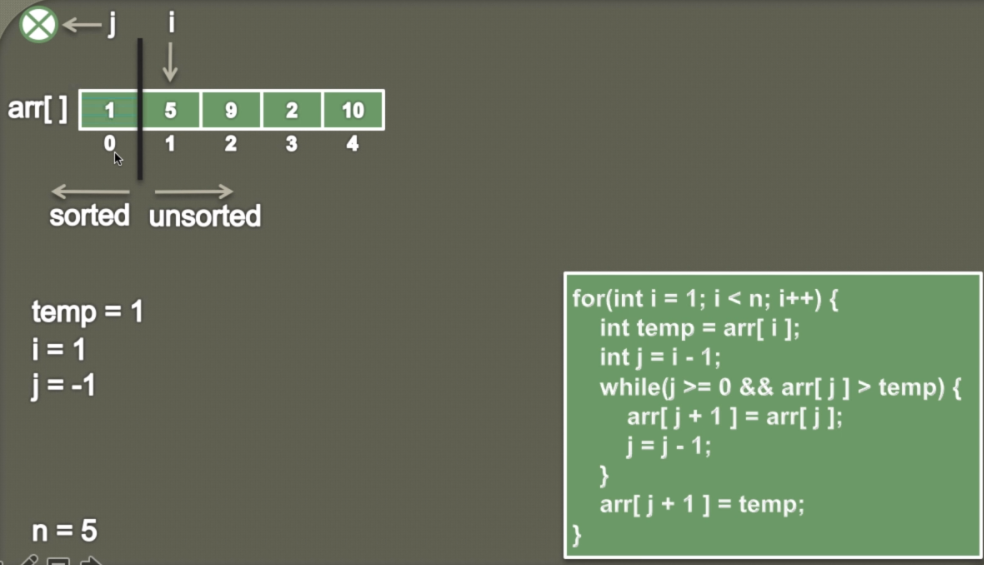 j i
arr[ ] 1 5 9 2 10
0 1 2 3 4
sorted unsorted
temp = 1
i = 1
j = -1
n = 5
for(int i = 1; i < n; i++) {
int temp = arr[ i ];
int j = i - 1;
while(j >= 0 && arr[ j ] > temp) {
arr[ j + 1 ] = arr[ j ];
j = j - 1;
}
arr[ j + 1 ] = temp;
}